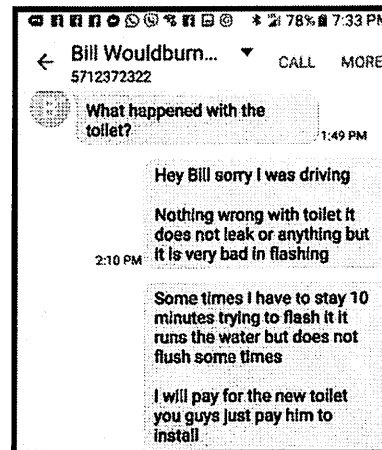 78% 7:33 PM
Bill Wouldburn...
CALL MORE
5712372322
What happened with the
toilet?
1:49 PM
Hey Bill sorry I was driving
Nothing wrong with toilet it
does not leak or anything but
it is very bad in flashing
2:10 PM
Some times I have to stay 10
minutes trying to flash it it
runs the water but does not
flush some times
I will pay for the new toilet
you guys just pay him to
install